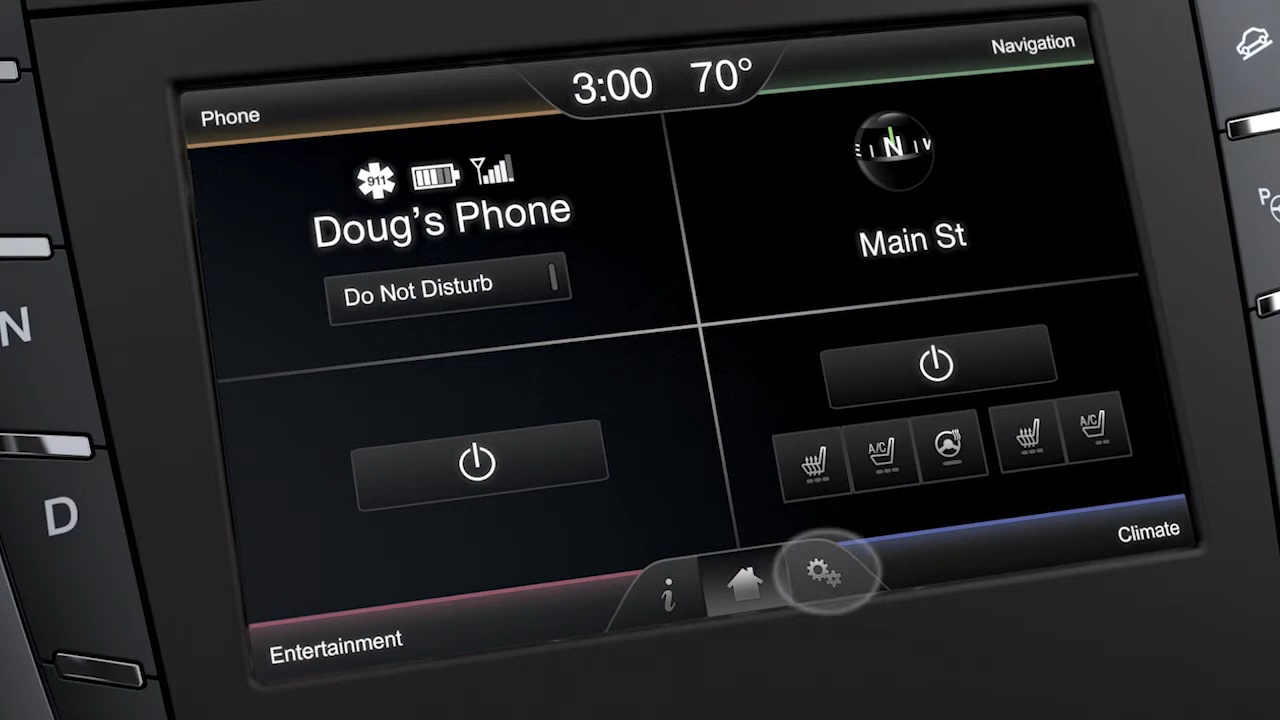 Phone
3:00 70°
Navigation
911
Doug's Phone
Do Not Disturb
N
Main St
A/C
A/C
Entertainment
Climate
N
D
P